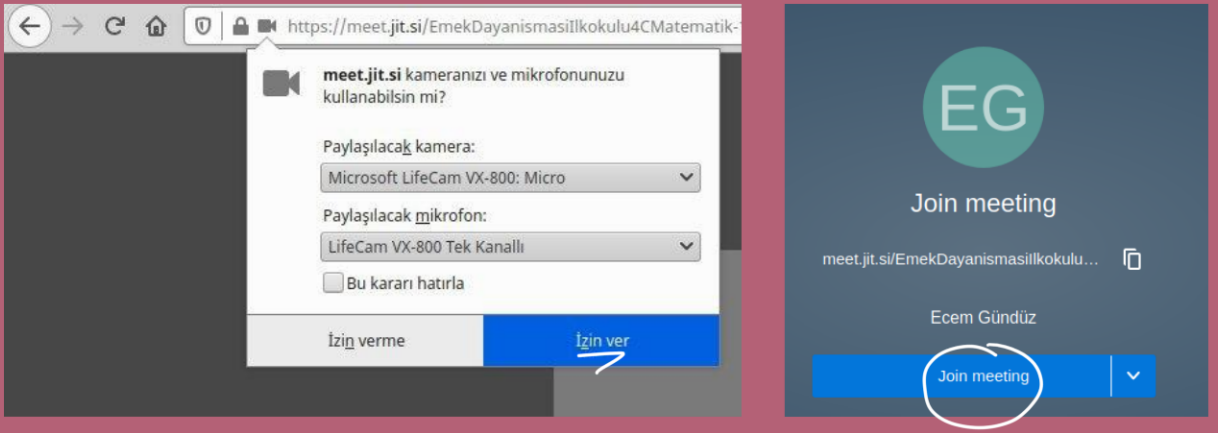 https://meet.jit.si/EmekDayanismasiIlkokulu4CMatematik-
meet.jit.si kameranızı ve mikrofonunuzu
kullanabilsin mi?
Paylaşılacak kamera:
Microsoft LifeCam VX-800: Micro
Paylaşılacak mikrofon:
LifeCam VX-800 Tek Kanallı
Bu kararı hatırla
İzin verme
İzin ver
EG
Join meeting
meet.jit.si/EmekDayanismasiIlkokulu...
Ecem Gündüz
Join meeting